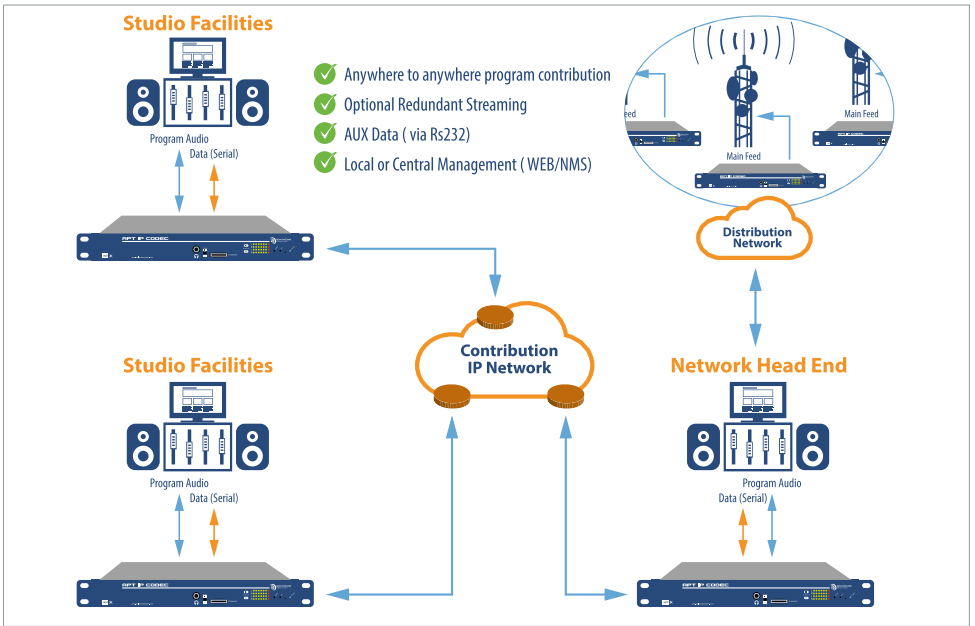 Studio Facilities
Program Audio
Data (Serial)
APT IP CODEC
Anywhere to anywhere program contribution
Optional Redundant Streaming
AUX Data ( via Rs232)
Local or Central Management ( WEB/NMS)
eed
Main Feed
Main Feed
Distribution
Network
Contribution
IP Network
Studio Facilities
Program Audio
Data (Serial)
APT IP CODEC
Network Head End
Program Audio
Data (Serial)
APT IP CODEC